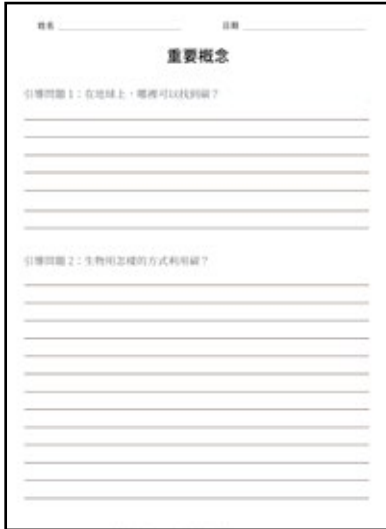 姓名 日期
重要概念
引導問題 1：在地球上，哪裡可以找到碳？
引導問題 2：生物用怎樣的方式利用碳？